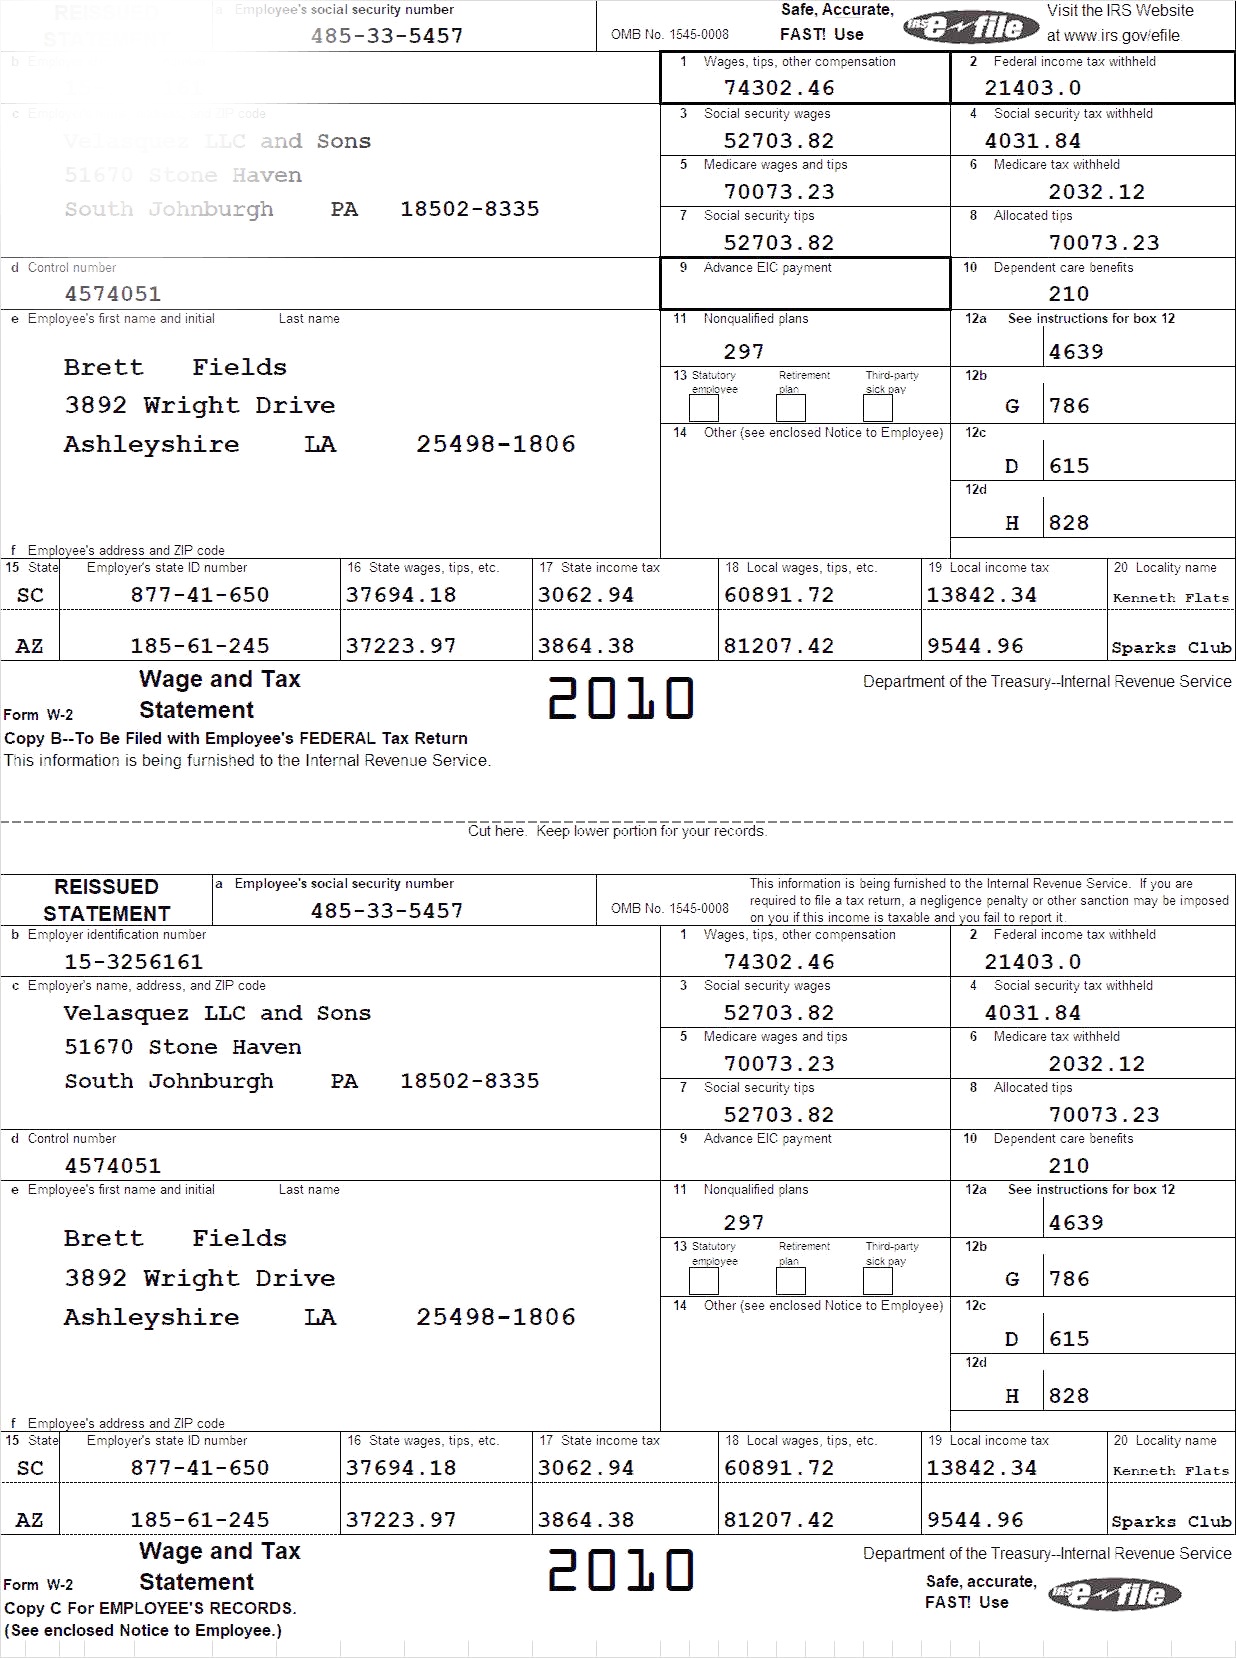 a Employee's social security number Safe, Accurate, Visit the IRS Website
485-33-5457 OMB No. 1545-0008 FAST! Use IRS e-file at www.irs.gov/efile
1 Wages, tips, other compensation 2 Federal income tax withheld
74302.46 21403.0
3 Social security wages 4 Social security tax withheld
Velasquez LLC and Sons 52703.82 4031.84
5 Medicare wages and tips 6 Medicare tax withheld
51670 Stone Haven 70073.23 2032.12
South Johnburgh PA 18502-8335
7 Social security tips 8 Allocated tips
52703.82 70073.23
d Control number 9 Advance EIC payment 10 Dependent care benefits
4574051 210
e Employee's first name and initial Last name 11 Nonqualified plans 12a See instructions for box 12
297 4639
Brett Fields 13 Statutory employee Retirement plan Third-party sick pay 12b
3892 Wright Drive G 786
14 Other (see enclosed Notice to Employee) 12c
Ashleyshire LA 25498-1806
D 615
12d
H 828
f Employee's address and ZIP code
15 State Employer's state ID number 16 State wages, tips, etc. 17 State income tax 18 Local wages, tips, etc. 19 Local income tax 20 Locality name
SC 877-41-650 37694.18 3062.94 60891.72 13842.34 Kenneth Flats
AZ 185-61-245 37223.97 3864.38 81207.42 9544.96 Sparks Club
Wage and Tax 2010 Department of the Treasury--Internal Revenue Service
Form W-2 Statement
Copy B--To Be Filed with Employee's FEDERAL Tax Return
This information is being furnished to the Internal Revenue Service.
Cut here. Keep lower portion for your records.
REISSUED STATEMENT a Employee's social security number
485-33-5457 OMB No. 1545-0008
This information is being furnished to the Internal Revenue Service. If you are
required to file a tax return, a negligence penalty or other sanction may be imposed
on you if this income is taxable and you fail to report it.
b Employer identification number 1 Wages, tips, other compensation 2 Federal income tax withheld
15-3256161 74302.46 21403.0
c Employer's name, address, and ZIP code 3 Social security wages 4 Social security tax withheld
Velasquez LLC and Sons 52703.82 4031.84
5 Medicare wages and tips 6 Medicare tax withheld
51670 Stone Haven 70073.23 2032.12
South Johnburgh PA 18502-8335
7 Social security tips 8 Allocated tips
52703.82 70073.23
d Control number 9 Advance EIC payment 10 Dependent care benefits
4574051 210
e Employee's first name and initial Last name 11 Nonqualified plans 12a See instructions for box 12
297 4639
Brett Fields 13 Statutory employee Retirement plan Third-party sick pay 12b
3892 Wright Drive G 786
14 Other (see enclosed Notice to Employee) 12c
Ashleyshire LA 25498-1806
D 615
12d
H 828
f Employee's address and ZIP code
15 State Employer's state ID number 16 State wages, tips, etc. 17 State income tax 18 Local wages, tips, etc. 19 Local income tax 20 Locality name
SC 877-41-650 37694.18 3062.94 60891.72 13842.34 Kenneth Flats
AZ 185-61-245 37223.97 3864.38 81207.42 9544.96 Sparks Club
Wage and Tax 2010 Department of the Treasury--Internal Revenue Service
Form W-2 Statement Safe, accurate, FAST! Use IRS e-file
Copy C For EMPLOYEE'S RECORDS.
(See enclosed Notice to Employee.)